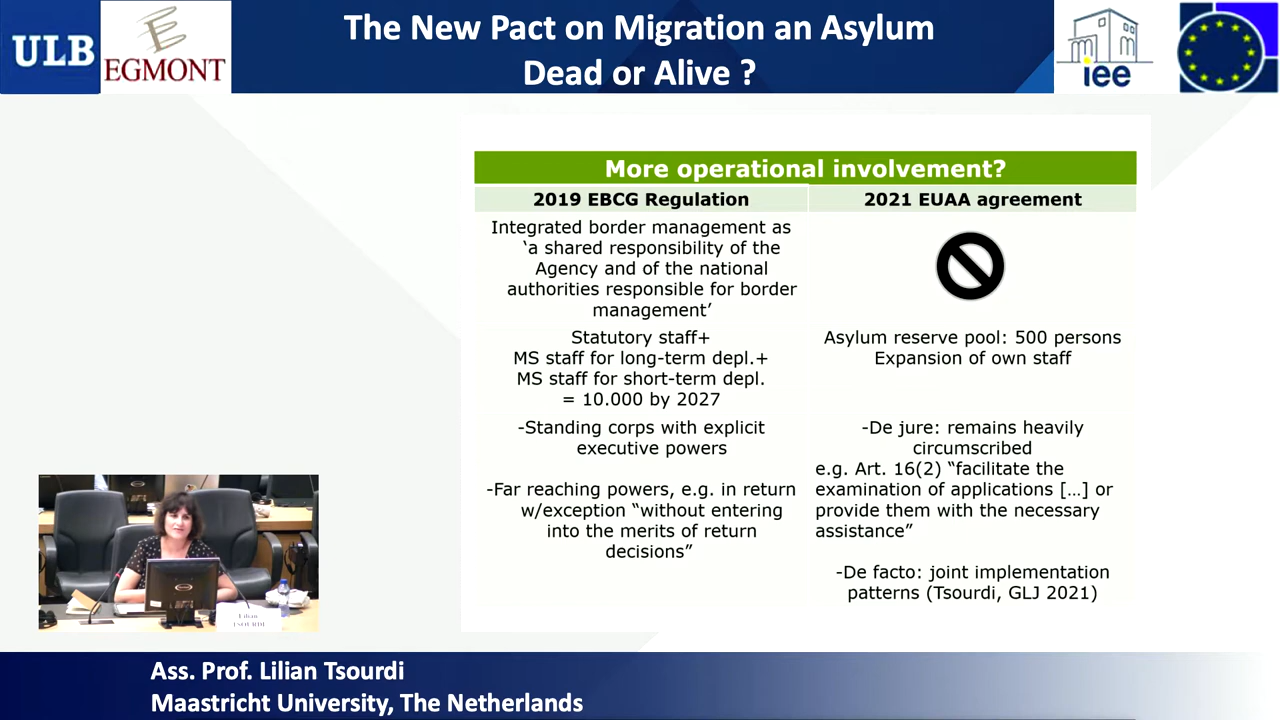 ULB
EGMONT
The New Pact on Migration an Asylum
Dead or Alive ?
iee
More operational involvement?
2019 EBCG Regulation
2021 EUAA agreement
Integrated border management as
‘a shared responsibility of the
Agency and of the national
authorities responsible for border
management’
Statutory staff+
MS staff for long-term depl.+
MS staff for short-term depl.
= 10.000 by 2027
Asylum reserve pool: 500 persons
Expansion of own staff
-Standing corps with explicit
executive powers
-Far reaching powers, e.g. in return
w/exception “without entering
into the merits of return
decisions”
-De jure: remains heavily
circumscribed
e.g. Art. 16(2) “facilitate the
examination of applications […] or
provide them with the necessary
assistance”
-De facto: joint implementation
patterns (Tsourdi, GLJ 2021)
Lilian
TSOURDI
Ass. Prof. Lilian Tsourdi
Maastricht University, The Netherlands